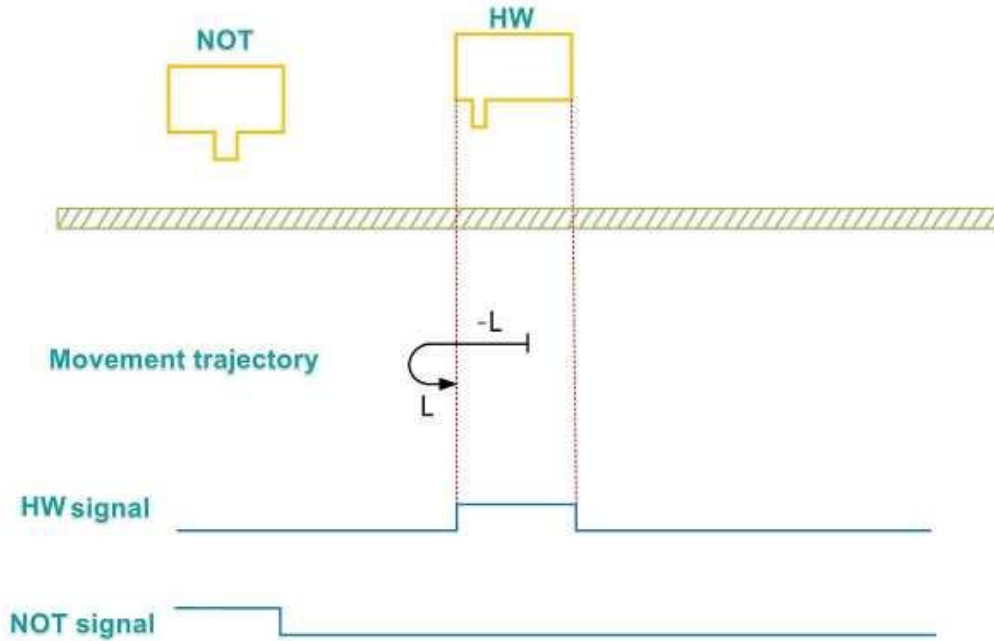 NOT
HW
-L
Movement trajectory
L
HW signal
NOT signal